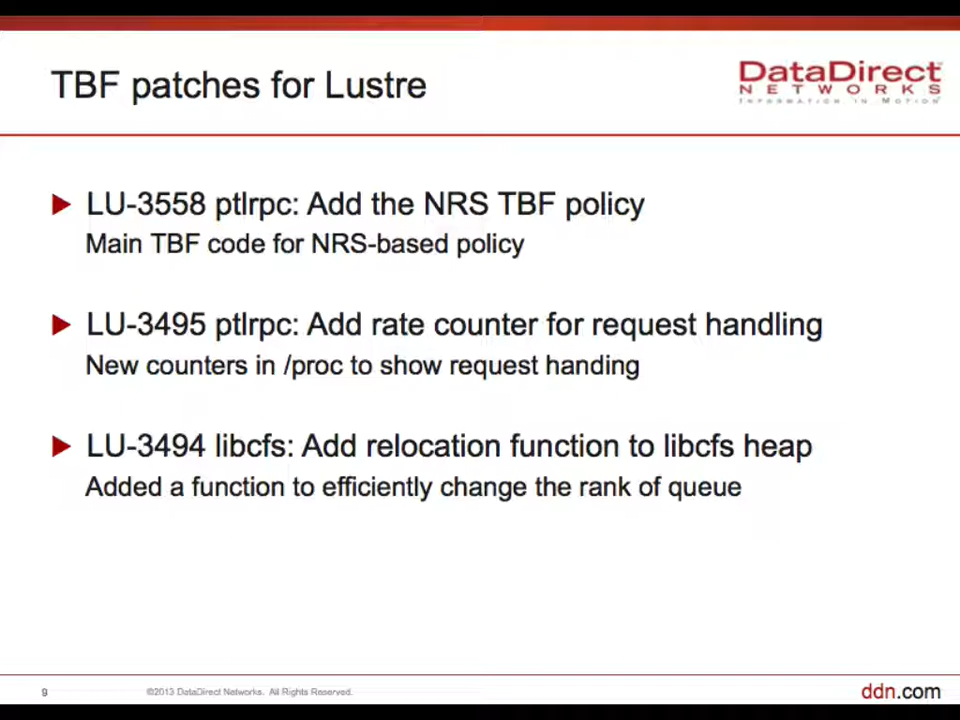 TBF patches for Lustre
DataDirect
NETWORKS
INFORMATION IN MOTION
LU-3558 ptlrpc: Add the NRS TBF policy
Main TBF code for NRS-based policy
LU-3495 ptlrpc: Add rate counter for request handling
New counters in /proc to show request handing
LU-3494 libcfs: Add relocation function to libcfs heap
Added a function to efficiently change the rank of queue
9
©2013 DataDirect Networks. All Rights Reserved.
ddn.com